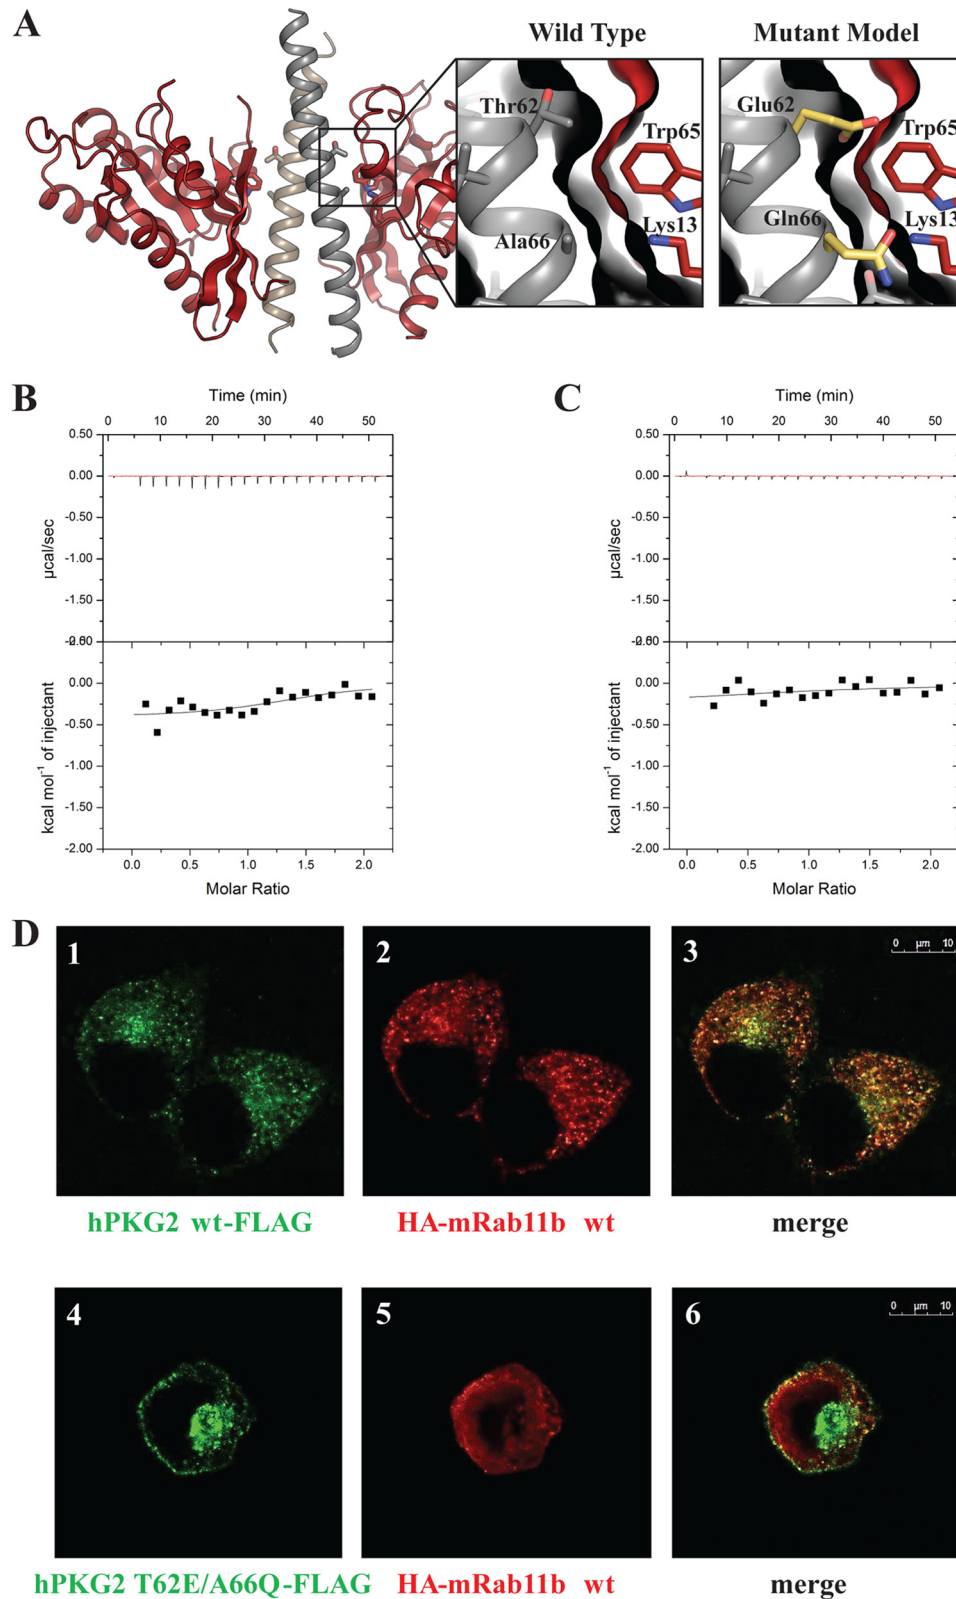 A
Wild Type
Mutant Model
Thr62
Trp65
Ala66
Lys13
Glu62
Trp65
Gln66
Lys13
B
Time (min)
0 10 20 30 40 50
0.50
0.00
-0.50
-1.00
-1.50
µcal/sec
0.00
-0.50
-1.00
-1.50
-2.00
kcal mol⁻¹ of injectant
0.0 0.5 1.0 1.5 2.0
Molar Ratio
C
Time (min)
0 10 20 30 40 50
0.50
0.00
-0.50
-1.00
-1.50
µcal/sec
0.00
-0.50
-1.00
-1.50
-2.00
kcal mol⁻¹ of injectant
0.0 0.5 1.0 1.5 2.0
Molar Ratio
D
1
2
3
0 µm 10
hPKG2 wt-FLAG
HA-mRab11b wt
merge
4
5
6
0 µm 10
hPKG2 T62E/A66Q-FLAG
HA-mRab11b wt
merge